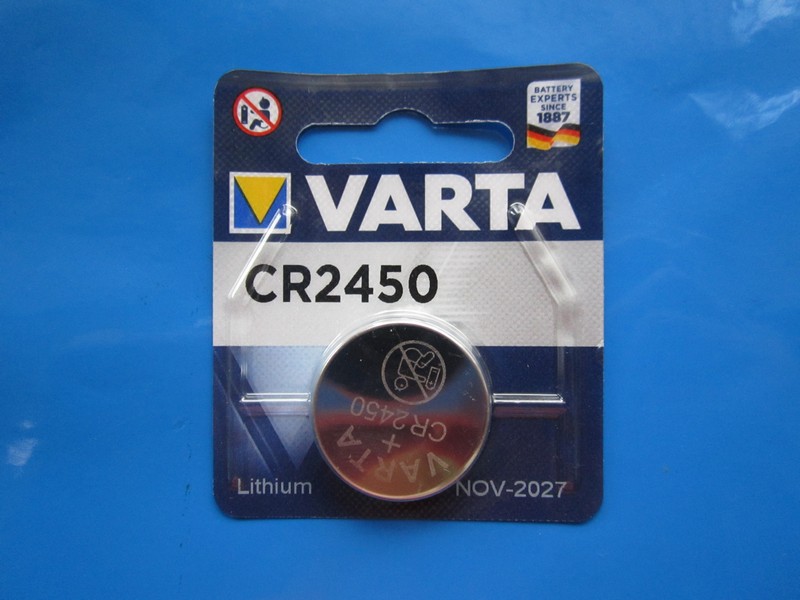 BATTERY
EXPERTS
SINCE
1887
VARTA
CR2450
CR2450
+
VARTA
Lithium
NOV-2027